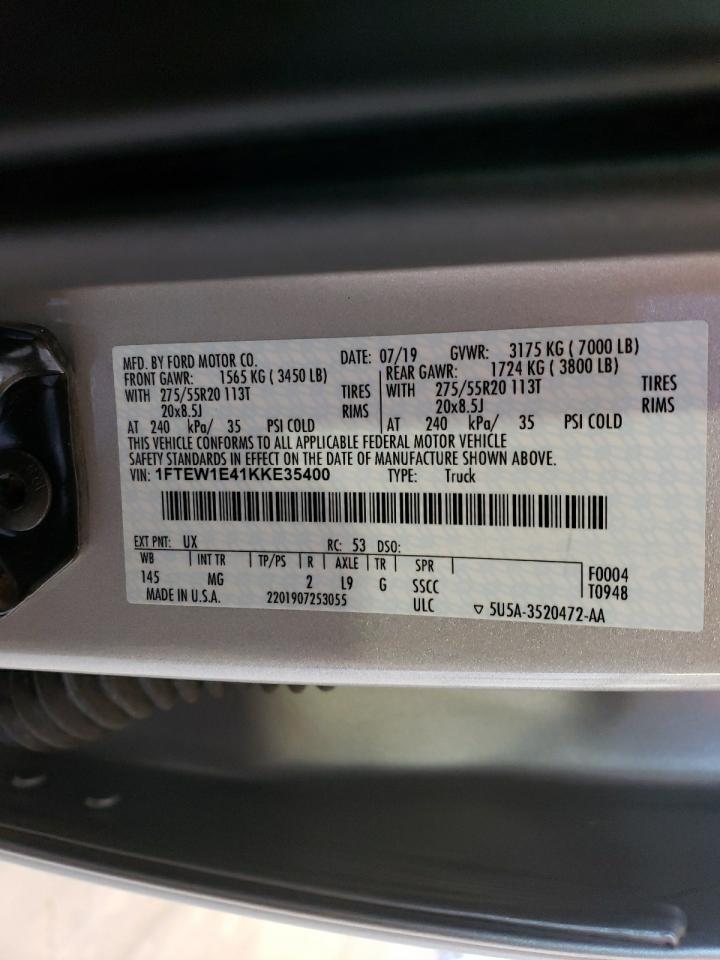 MFD. BY FORD MOTOR CO. DATE: 07/19 GVWR: 3175 KG ( 7000 LB)
FRONT GAWR: 1565 KG ( 3450 LB) REAR GAWR: 1724 KG ( 3800 LB)
WITH 275/55R20 113T TIRES WITH 275/55R20 113T TIRES
20x8.5J RIMS 20x8.5J RIMS
AT 240 kPa/ 35 PSI COLD AT 240 kPa/ 35 PSI COLD
THIS VEHICLE CONFORMS TO ALL APPLICABLE FEDERAL MOTOR VEHICLE
SAFETY STANDARDS IN EFFECT ON THE DATE OF MANUFACTURE SHOWN ABOVE.
VIN: 1FTEW1E41KKE35400 TYPE: Truck
EXT PNT: UX RC: 53 DSO:
WB INT TR TP/PS R AXLE TR SPR F0004
145 MG 2 L9 G SSCC T0948
MADE IN U.S.A. 2201907253055 ULC ▽ 5U5A-3520472-AA